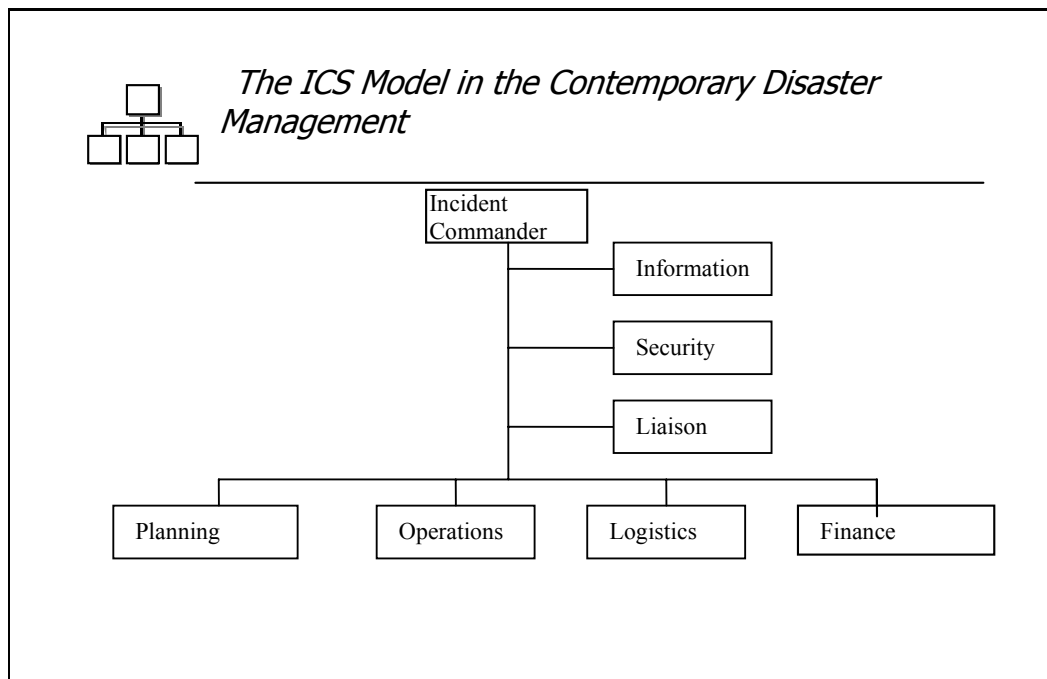 The ICS Model in the Contemporary Disaster
Management
Incident
Commander
Information
Security
Liaison
Planning
Operations
Logistics
Finance